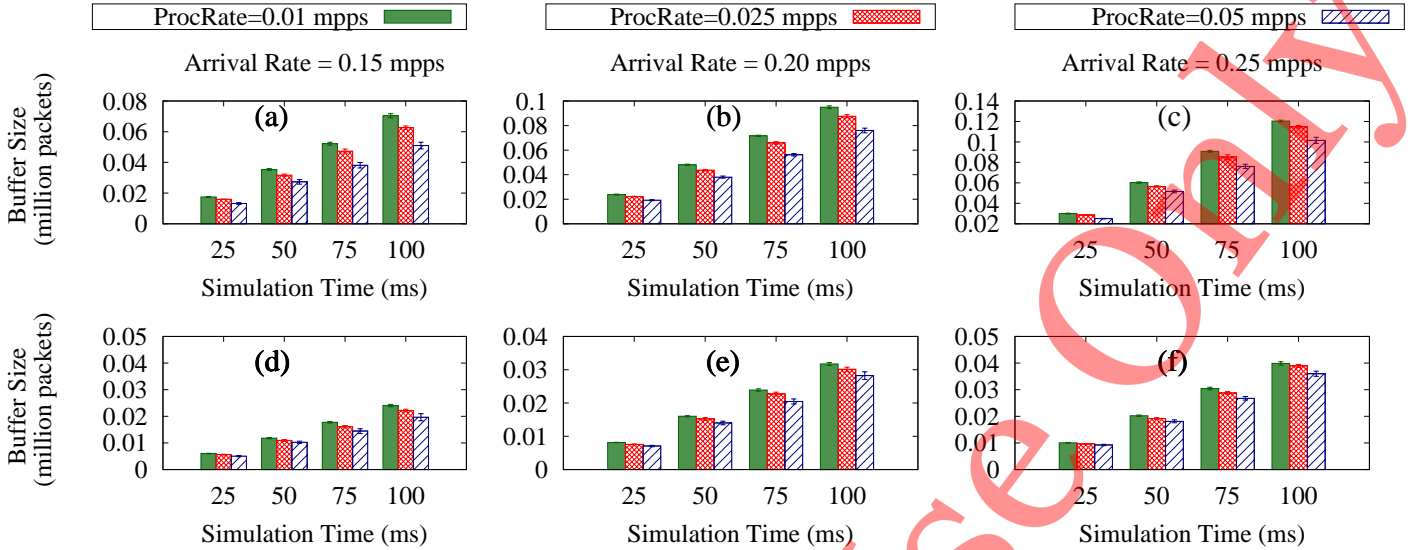 ProcRate=0.01 mpps
ProcRate=0.025 mpps
ProcRate=0.05 mpps
Arrival Rate = 0.15 mpps
Arrival Rate = 0.20 mpps
Arrival Rate = 0.25 mpps
Buffer Size
(million packets)
0.08
0.06
0.04
0.02
0
(a)
25 50 75 100
Simulation Time (ms)
0.1
0.08
0.06
0.04
0.02
0
(b)
25 50 75 100
Simulation Time (ms)
0.14
0.12
0.1
0.08
0.06
0.04
0.02
(c)
25 50 75 100
Simulation Time (ms)
Buffer Size
(million packets)
0.05
0.04
0.03
0.02
0.01
0
(d)
25 50 75 100
Simulation Time (ms)
0.04
0.03
0.02
0.01
0
(e)
25 50 75 100
Simulation Time (ms)
0.05
0.04
0.03
0.02
0.01
0
(f)
25 50 75 100
Simulation Time (ms)
se Only